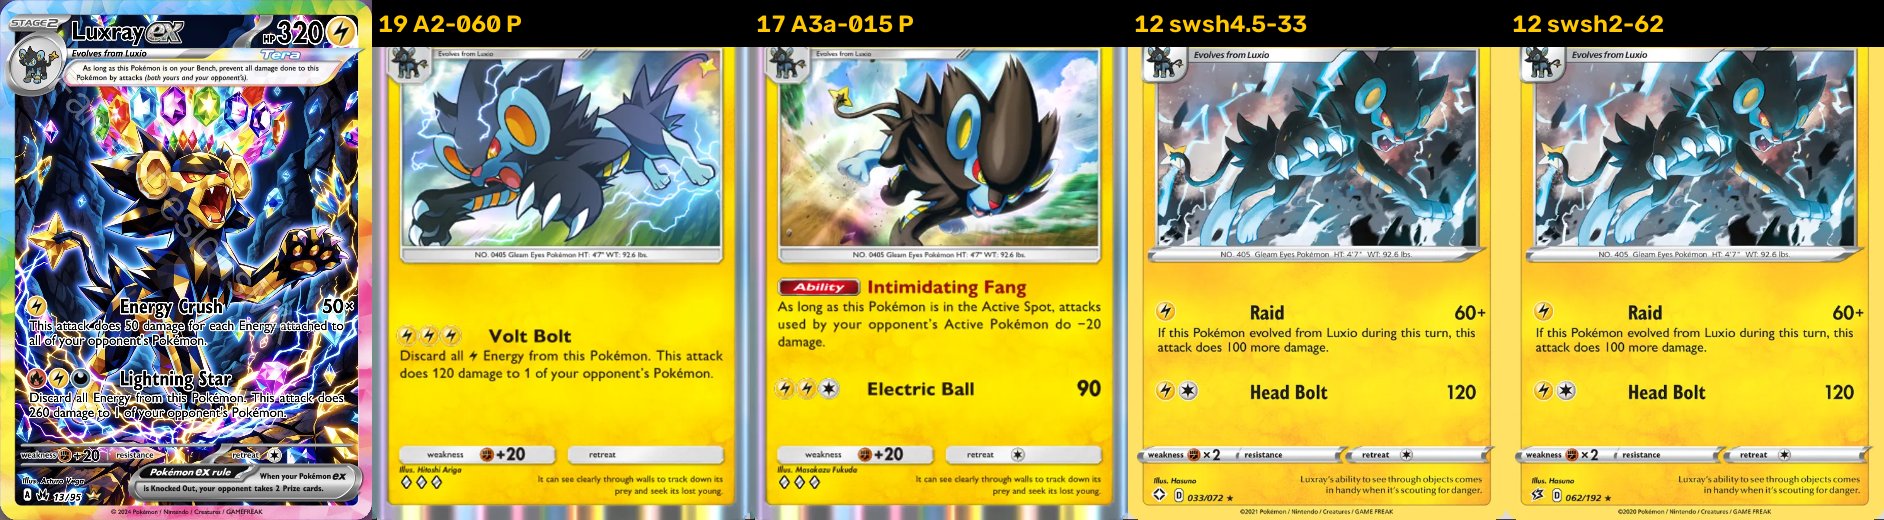 STAGE2 Luxray ex HP 320
Evolves from Luxio Tera
As long as this Pokémon is on your Bench, prevent all damage done to this
Pokémon by attacks (both yours and your opponent's).
Energy Crush 50×
This attack does 50 damage for each Energy attached to
all of your opponent's Pokémon.
Lightning Star
Discard all Energy from this Pokémon. This attack does
260 damage to 1 of your opponent's Pokémon.
weakness +20 resistance retreat
Pokémon ex rule When your Pokémon ex
is Knocked Out, your opponent takes 2 Prize cards.
Illus. Arturo Vega
A 13/95
© 2024 Pokémon / Nintendo / Creatures / GAMEFREAK
19 A2-060 P
Evolves from Luxio
NO. 0405 Gleam Eyes Pokémon HT: 4'7" WT: 92.6 lbs.
Volt Bolt
Discard all Energy from this Pokémon. This attack
does 120 damage to 1 of your opponent's Pokémon.
weakness +20 retreat
Illus. Hitoshi Ariga
It can see clearly through walls to track down its
prey and seek its lost young.
17 A3a-015 P
Evolves from Luxio
NO. 0405 Gleam Eyes Pokémon HT: 4'7" WT: 92.6 lbs.
Ability Intimidating Fang
As long as this Pokémon is in the Active Spot, attacks
used by your opponent's Active Pokémon do −20
damage.
Electric Ball 90
weakness +20 retreat
Illus. Masakazu Fukuda
It can see clearly through walls to track down its
prey and seek its lost young.
12 swsh4.5-33
Evolves from Luxio
NO. 405 Gleam Eyes Pokémon HT: 4'7" WT: 92.6 lbs.
Raid 60+
If this Pokémon evolved from Luxio during this turn, this
attack does 100 more damage.
Head Bolt 120
weakness ×2 resistance retreat
Illus. Hasuno
Luxray's ability to see through objects comes
in handy when it's scouting for danger.
D 033/072 ★
©2021 Pokémon / Nintendo / Creatures / GAME FREAK
12 swsh2-62
Evolves from Luxio
NO. 405 Gleam Eyes Pokémon HT: 4'7" WT: 92.6 lbs.
Raid 60+
If this Pokémon evolved from Luxio during this turn, this
attack does 100 more damage.
Head Bolt 120
weakness ×2 resistance retreat
Illus. Hasuno
Luxray's ability to see through objects comes
in handy when it's scouting for danger.
D 062/192 ★
©2020 Pokémon / Nintendo / Creatures / GAME FREAK